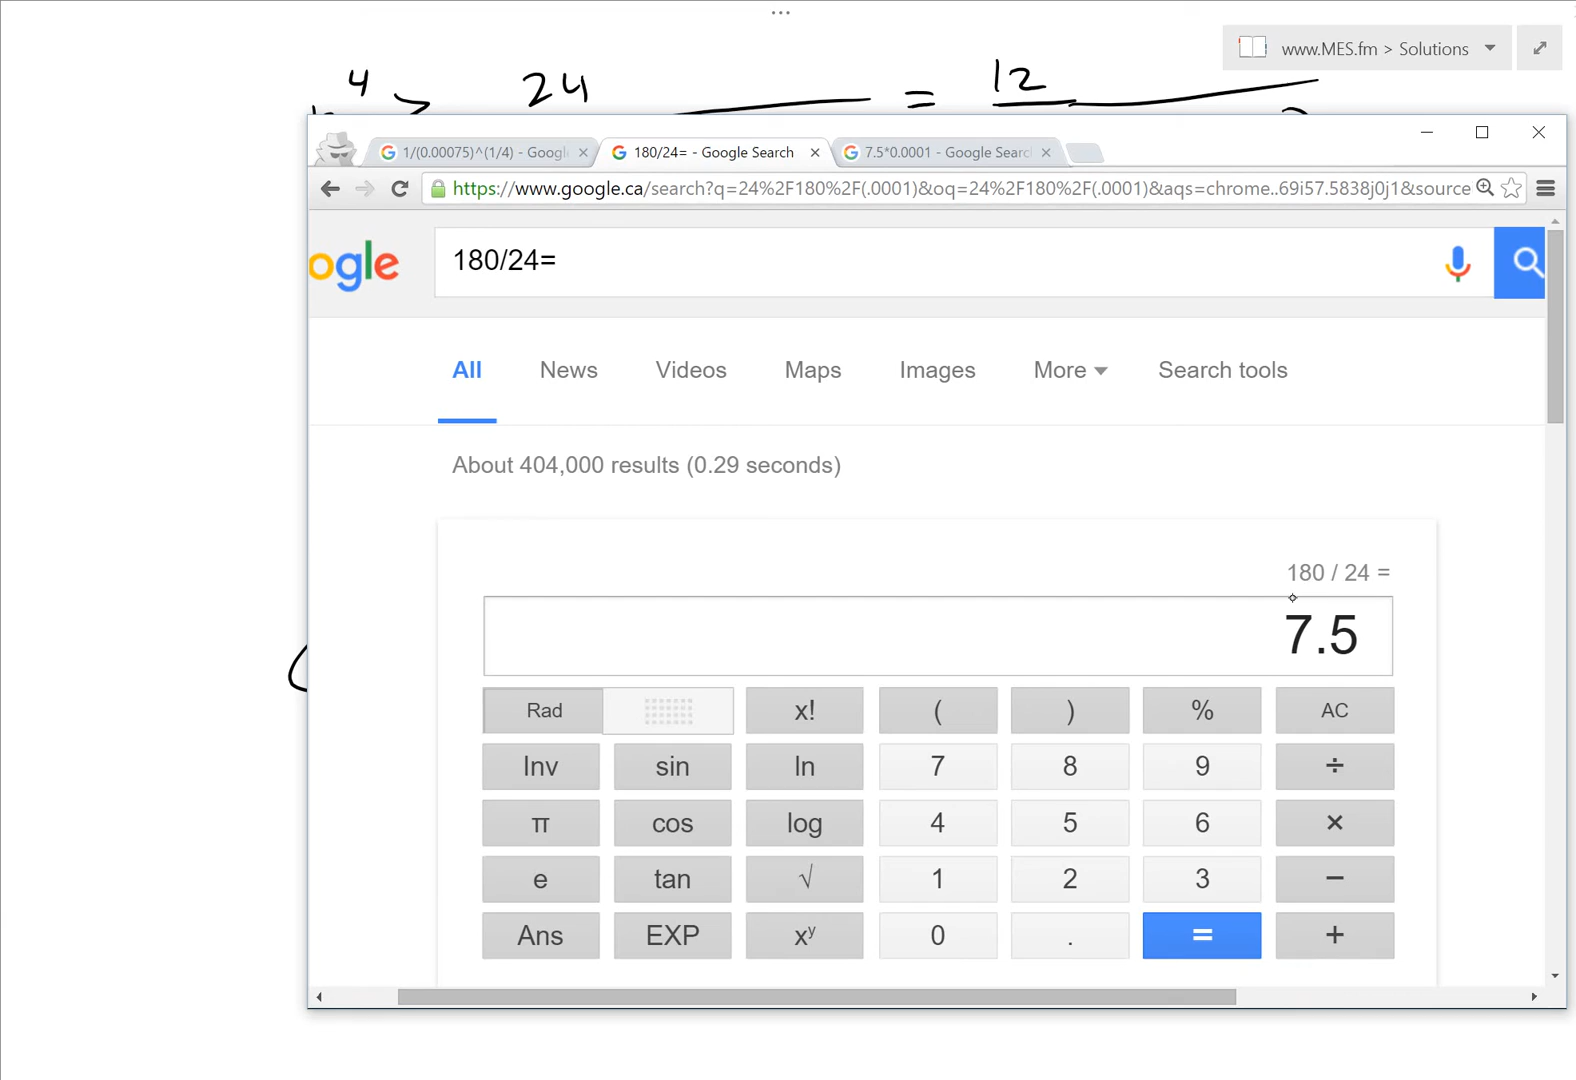 ...
www.MES.fm > Solutions
4 > 24 = 12
1/(0.00075)^(1/4) - Googl
180/24= - Google Search
7.5*0.0001 - Google Searc
https://www.google.ca/search?q=24%2F180%2F(.0001)&oq=24%2F180%2F(.0001)&aqs=chrome..69i57.5838j0j1&source
ogle
180/24=
All News Videos Maps Images More Search tools
About 404,000 results (0.29 seconds)
180 / 24 =
7.5
Rad x! ( ) % AC
Inv sin ln 7 8 9 ÷
π cos log 4 5 6 ×
e tan √ 1 2 3 −
Ans EXP xʸ 0 . = +